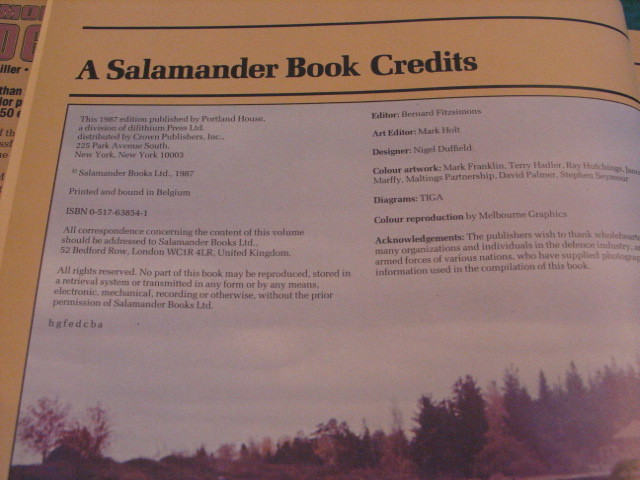 A Salamander Book
Credits
This 1987 edition published by Portland House,
a division of dilithium Press Ltd.
distributed by Crown Publishers, Inc.,
225 Park Avenue South,
New York, New York 10003
© Salamander Books Ltd., 1987
Printed and bound in Belgium
ISBN 0-517-63854-1
All correspondence concerning the content of this volume
should be addressed to Salamander Books Ltd.,
52 Bedford Row, London WC1R 4LR, United Kingdom.
All rights reserved. No part of this book may be reproduced, stored in
a retrieval system or transmitted in any form or by any means,
electronic, mechanical, recording or otherwise, without the prior
permission of Salamander Books Ltd.
h g f e d c b a
Editor: Bernard Fitzsimons
Art Editor: Mark Holt
Designer: Nigel Duffield
Colour artwork: Mark Franklin, Terry Hadler, Ray Hutchings,
Marffy, Maltings Partnership, David Palmer, Stephen Seymour
Diagrams: TIGA
Colour reproduction by Melbourne Graphics
Acknowledgements: The publishers wish to thank
many organizations and individuals in the defence industry,
armed forces of various nations, who have supplied
information used in the compilation of this book.